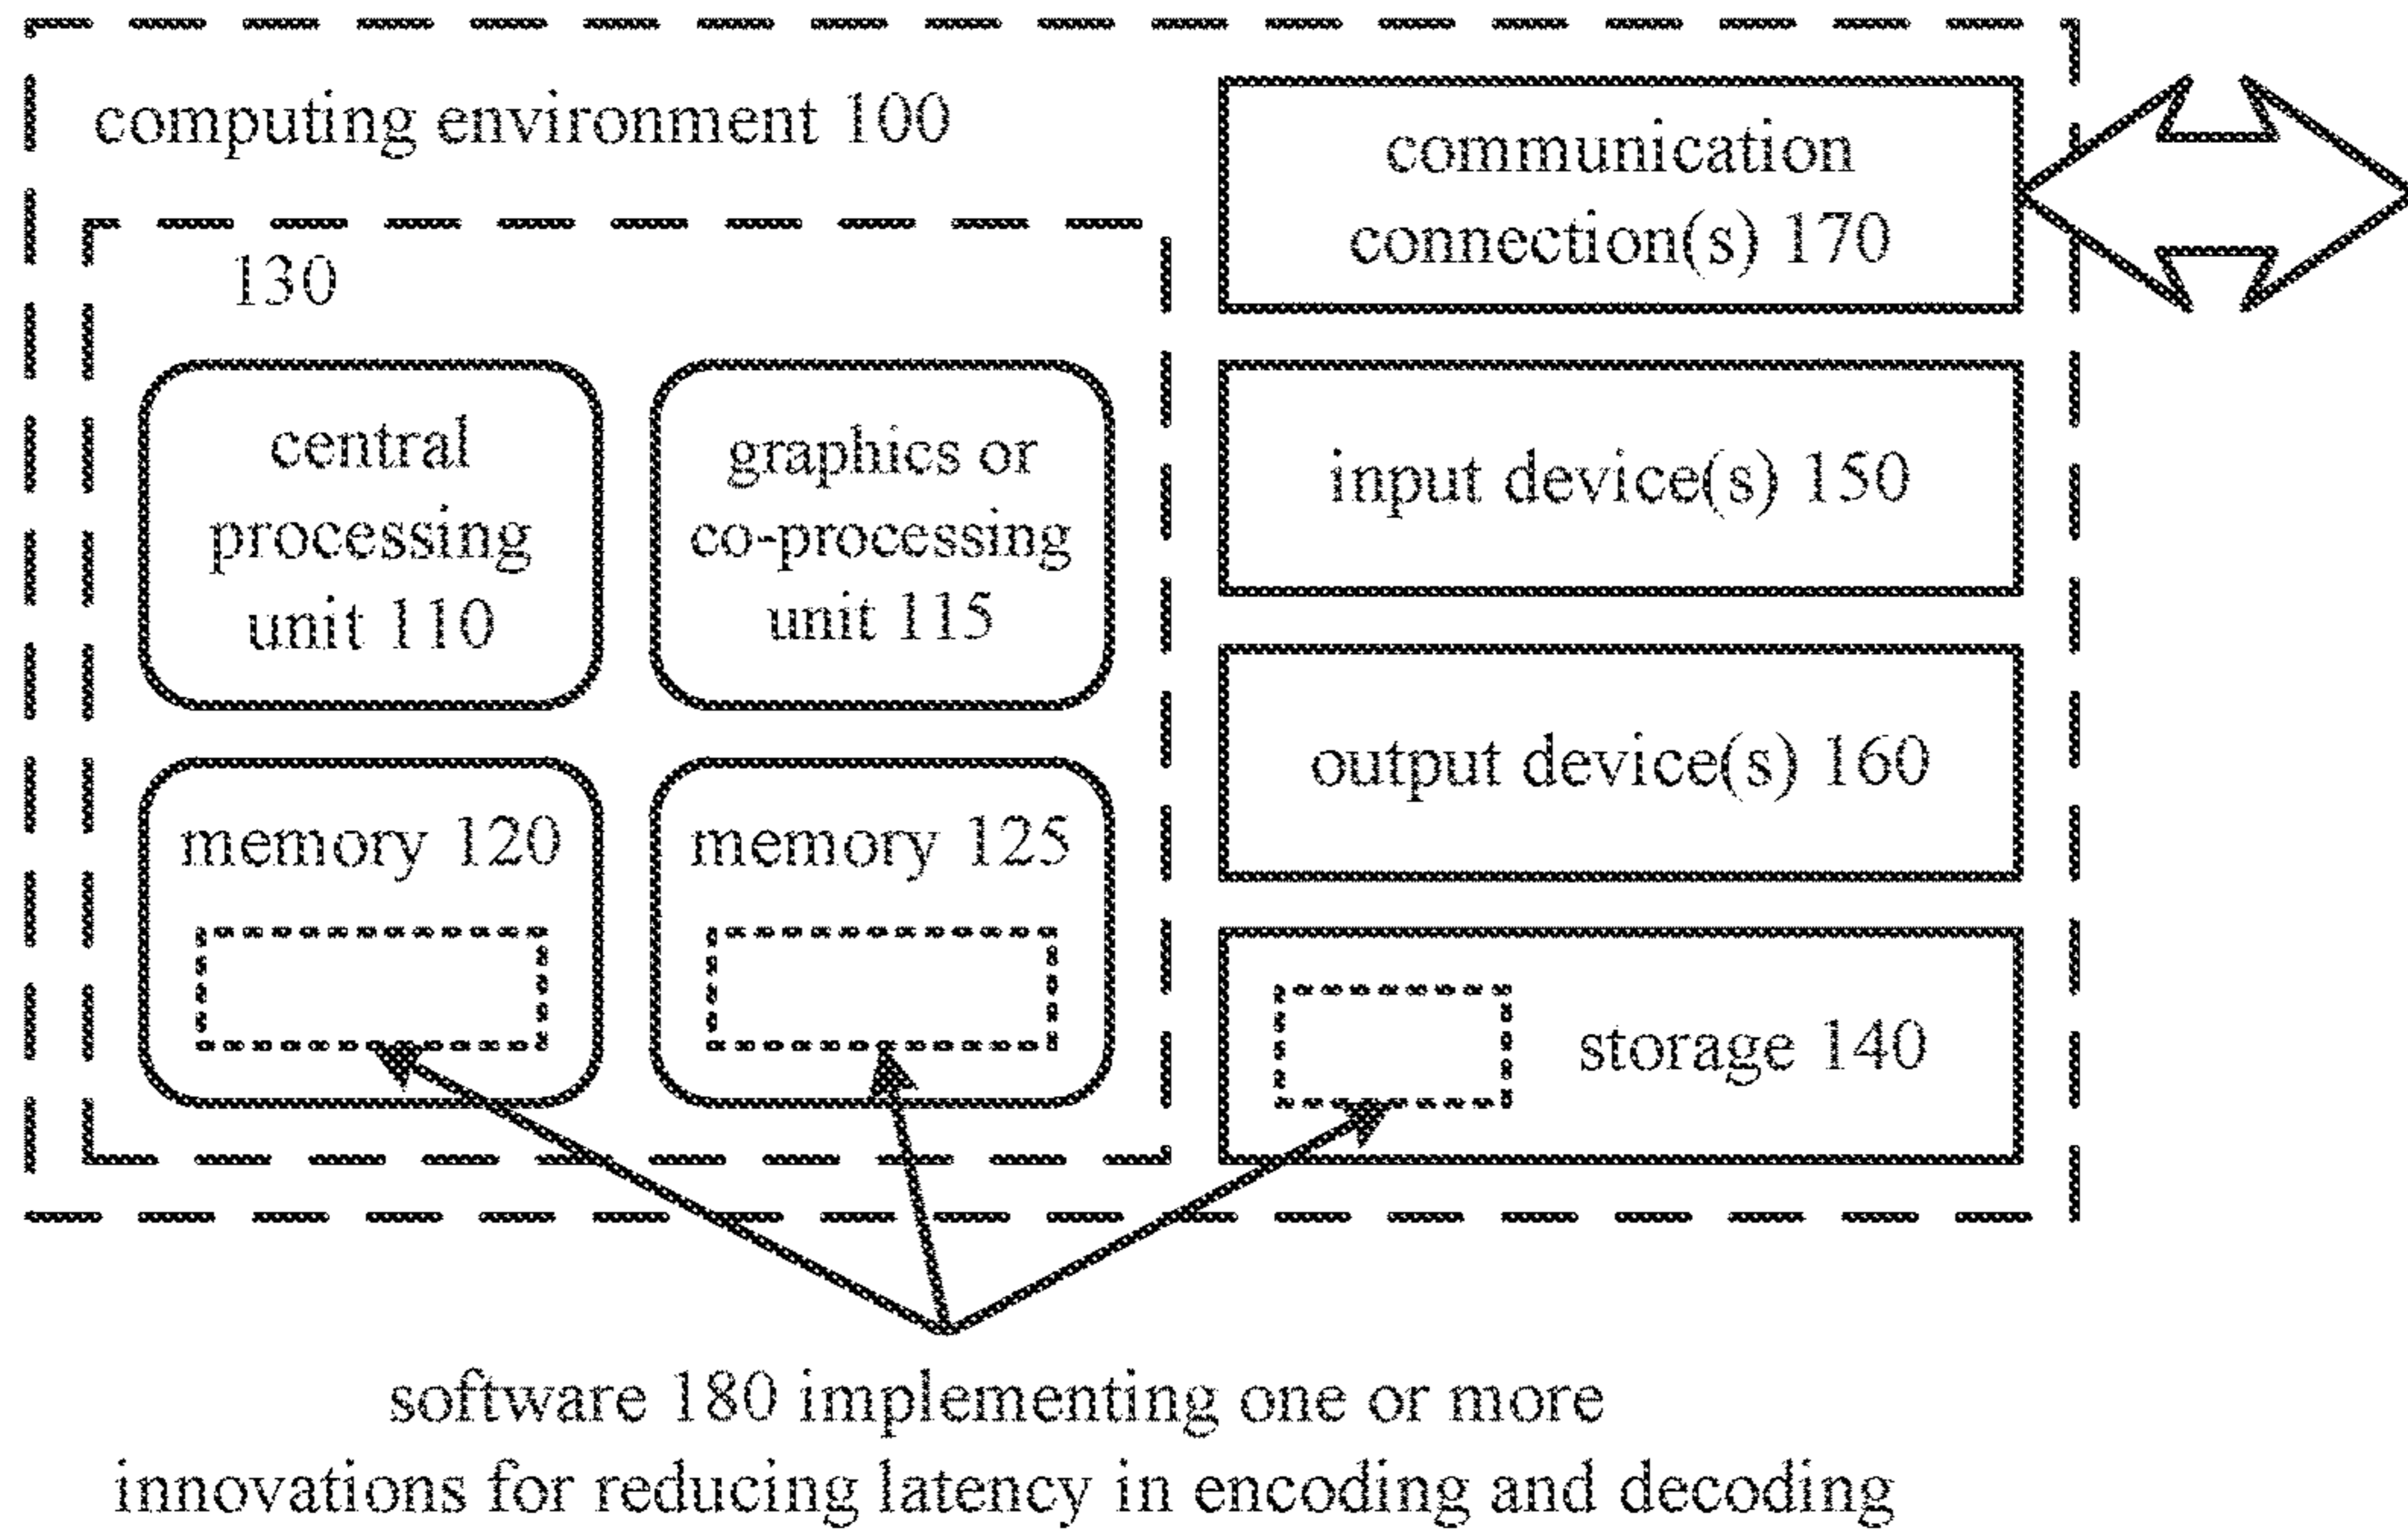 computing environment 100
130
central
processing
unit 110
graphics or
co-processing
unit 115
memory 120
memory 125
communication
connection(s) 170
input device(s) 150
output device(s) 160
storage 140
software 180 implementing one or more
innovations for reducing latency in encoding and decoding